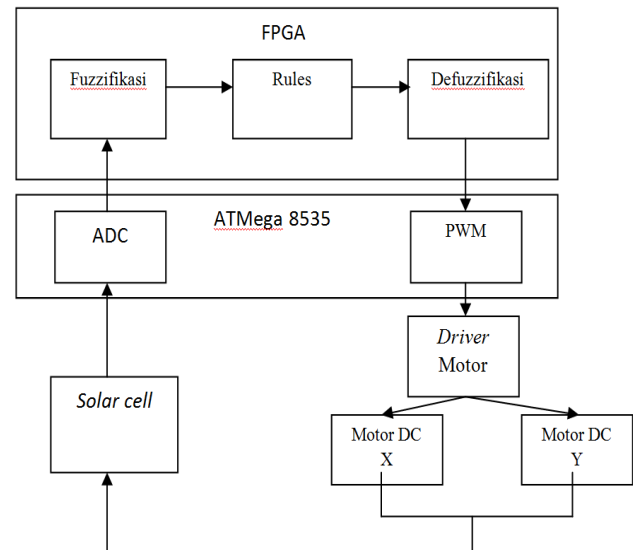 FPGA
Fuzzifikasi
Rules
Defuzzifikasi
ATMega 8535
ADC
PWM
Driver
Motor
Solar cell
Motor DC
X
Motor DC
Y